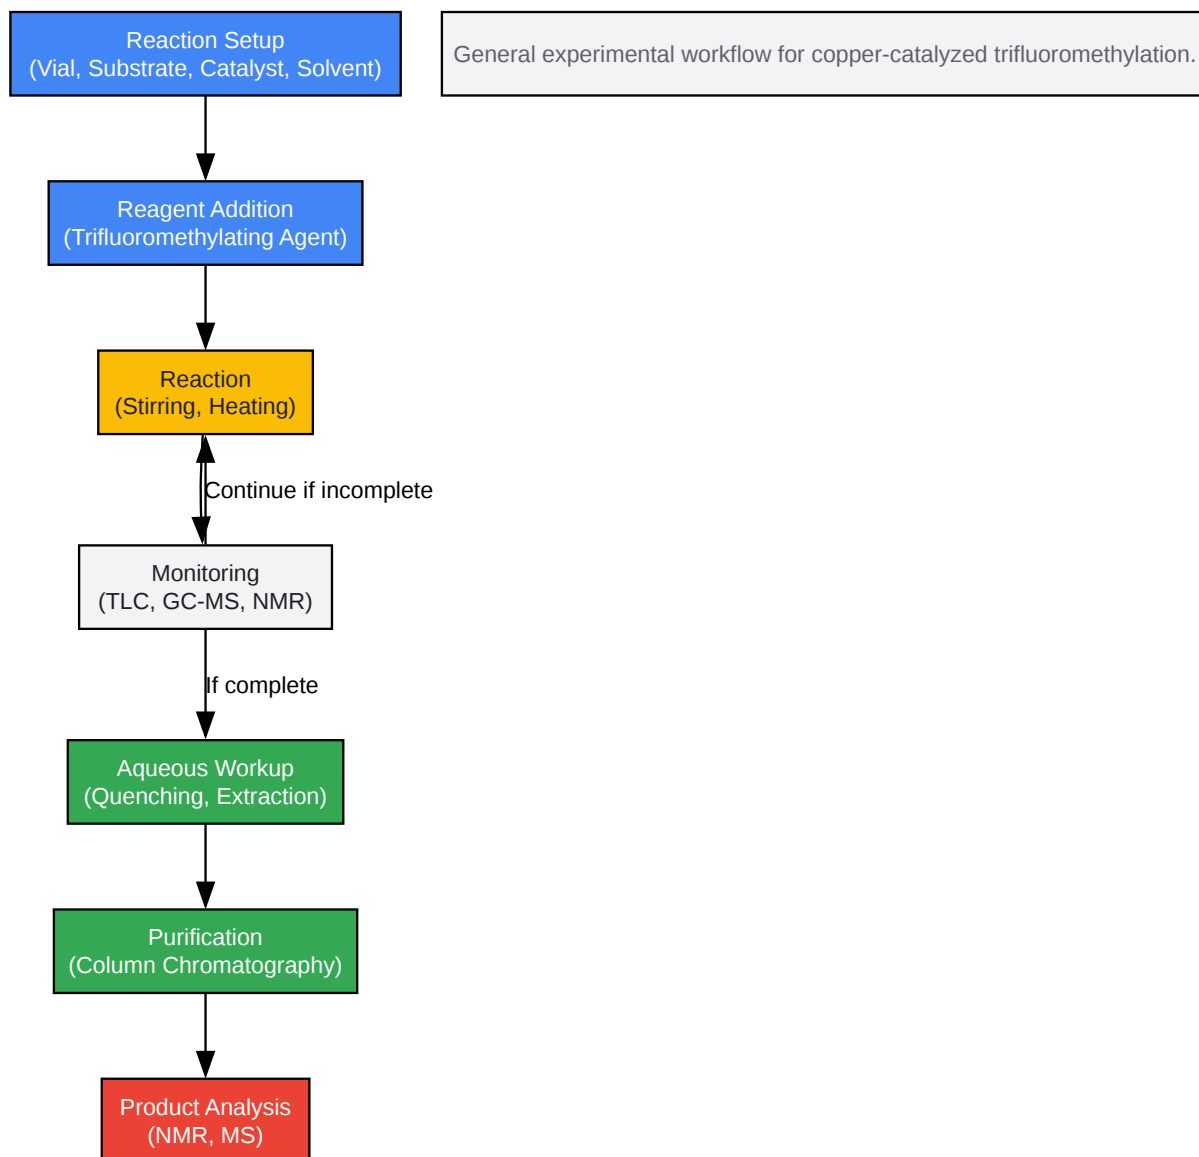 Reaction Setup
(Vial, Substrate, Catalyst, Solvent)
General experimental workflow for copper-catalyzed trifluoromethylation.
Reagent Addition
(Trifluoromethylating Agent)
Reaction
(Stirring, Heating)
Continue if incomplete
Monitoring
(TLC, GC-MS, NMR)
If complete
Aqueous Workup
(Quenching, Extraction)
Purification
(Column Chromatography)
Product Analysis
(NMR, MS)